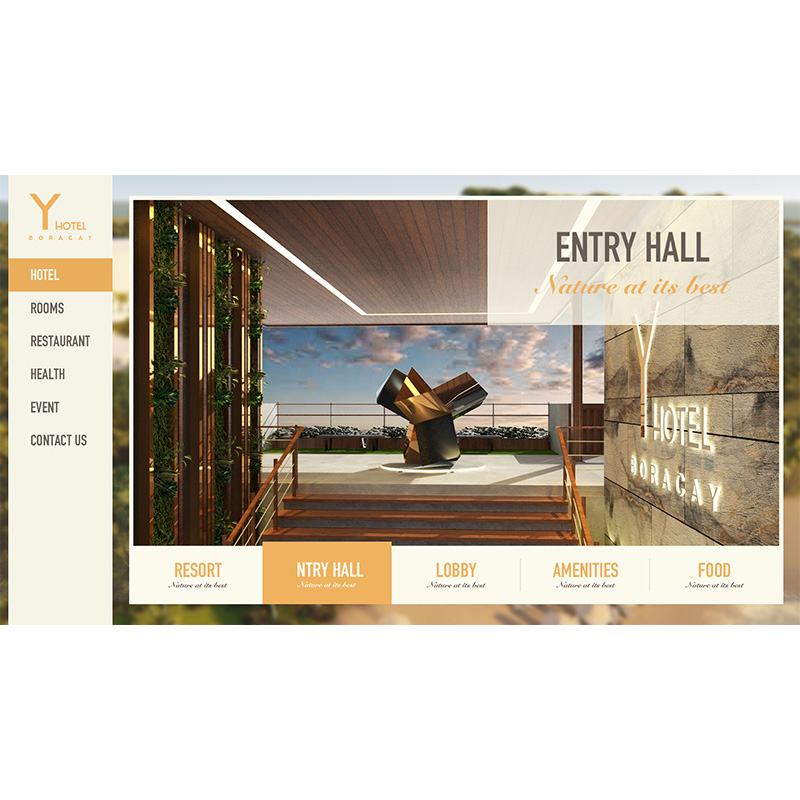 Y HOTEL
BORACAY
HOTEL
ROOMS
RESTAURANT
HEALTH
EVENT
CONTACT US
ENTRY HALL
Nature at its best
Y HOTEL
BORACAY
RESORT
Nature at its best
NTRY HALL
Nature at its best
LOBBY
Nature at its best
AMENITIES
Nature at its best
FOOD
Nature at its best